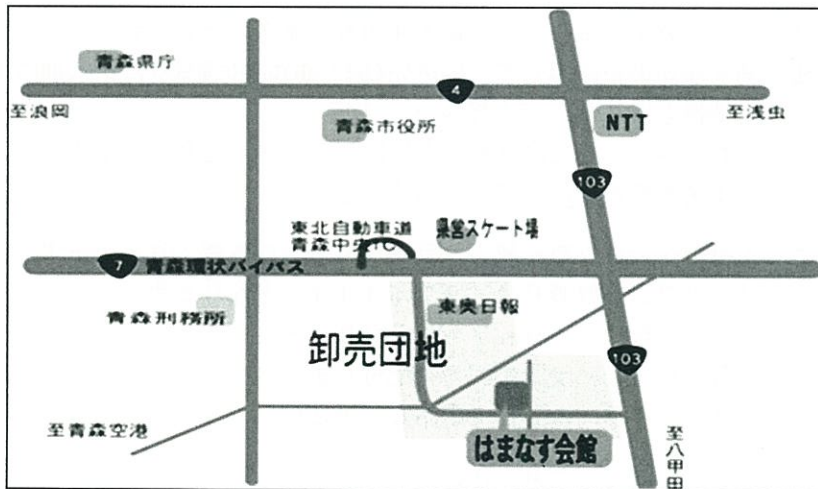 青森県庁
4
至浪岡
青森市役所
NTT
至浅虫
103
東北自動車道
青森中央IC
県営スケート場
7
青森環状バイパス
青森刑務所
東奥日報
卸売団地
103
至青森空港
はまなす会館
至八甲田